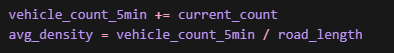 vehicle_count_5min += current_count
avg_density = vehicle_count_5min / road_length